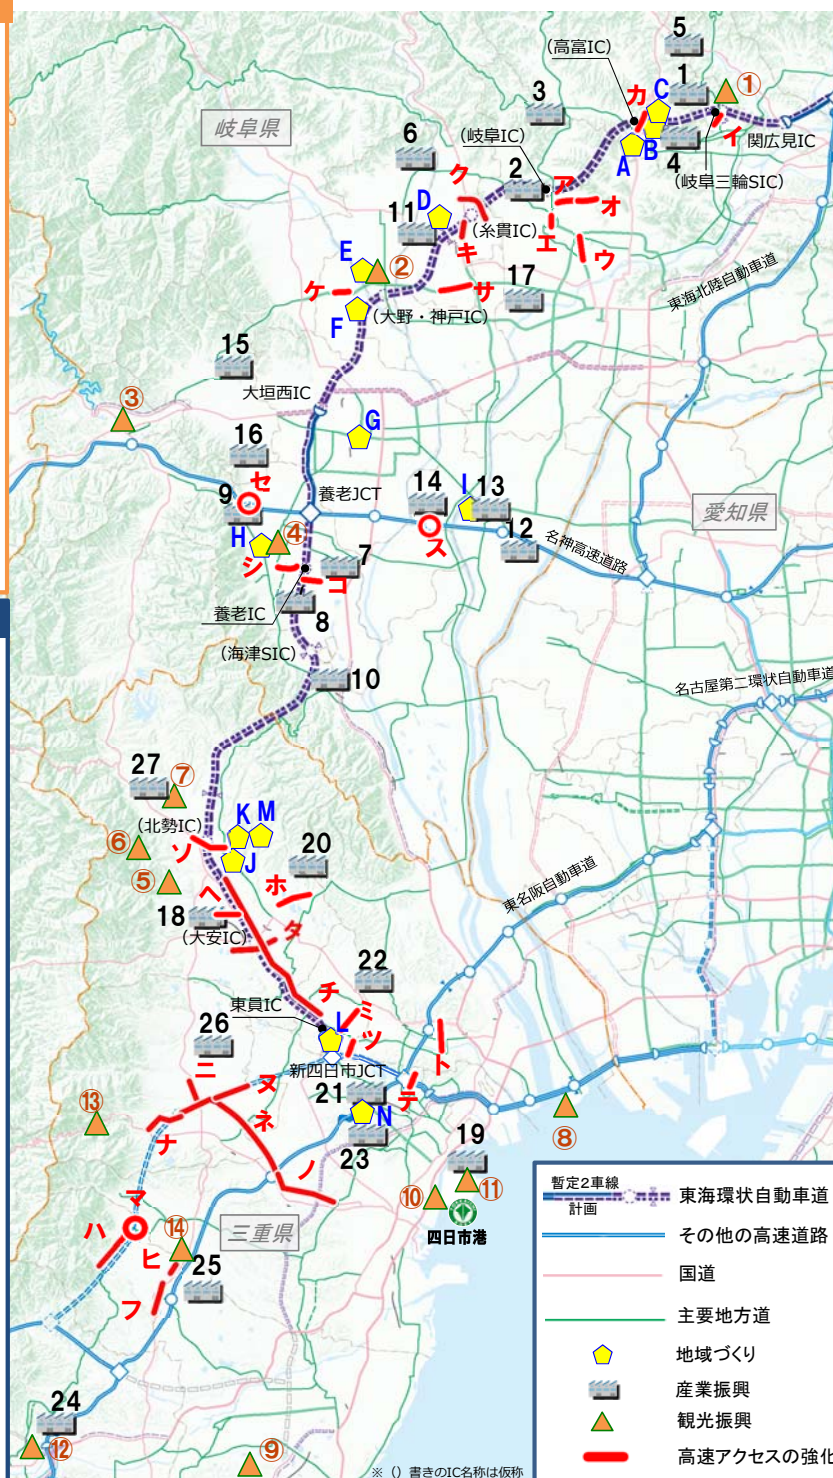 5
(高富IC)
カ
C
1
①
3
岐阜県
イ
関広見IC
6
(岐阜IC)
A
B
4
(岐阜三輪SIC)
ク
2
ア
オ
D
11
(糸貫IC)
キ
エ
ウ
E
②
ケ
サ
17
東海北陸自動車道
F
(大野・神戸IC)
15
大垣西IC
③
G
16
セ
9
養老JCT
14
I
13
愛知県
H
④
ス
12
名神高速道路
シ
7
コ
養老IC
8
(海津SIC)
10
名古屋第二環状自動車道
27
⑦
(北勢IC)
K
M
⑥
ソ
J
20
⑤
ヘ
ホ
東名阪自動車道
18
(大安IC)
タ
22
チ
東員IC
ミ
L
ツ
26
ト
新四日市JCT
ニ
ヌ
21
テ
⑬
ネ
N
⑧
ナ
23
19
ノ
マ
⑩
⑪
ハ
⑭
三重県
四日市港
ヒ
25
フ
24
⑫
⑨
※ () 書きのIC名称は仮称
暫定2車線
計画
東海環状自動車道
その他の高速道路
国道
主要地方道
地域づくり
産業振興
観光振興
高速アクセスの強化